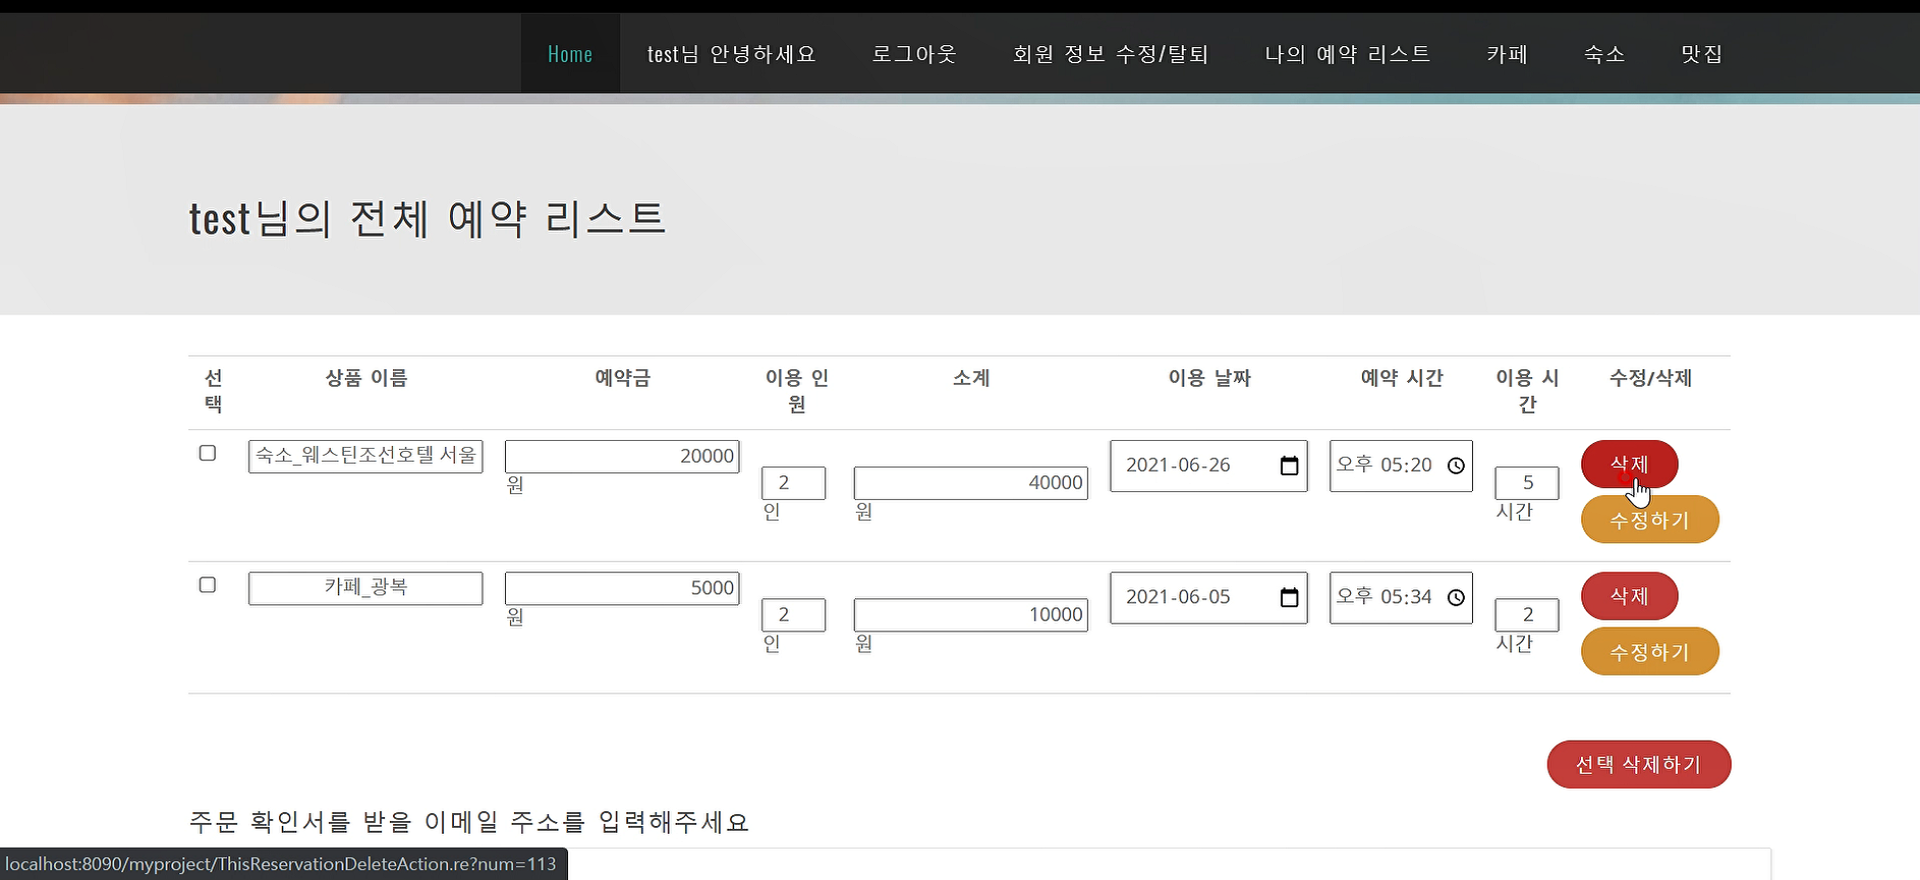 Home test님 안녕하세요 로그아웃 회원 정보 수정/탈퇴 나의 예약 리스트 카페 숙소 맛집
test님의 전체 예약 리스트
선택 상품 이름 예약금 이용 인원 소계 이용 날짜 예약 시간 이용 시간 수정/삭제
숙소_웨스틴조선호텔 서울 20000 원 2 인 40000 원 2021-06-26 오후 05:20 5 시간 삭제
수정하기
카페_광복 5000 원 2 인 10000 원 2021-06-05 오후 05:34 2 시간 삭제
수정하기
선택 삭제하기
주문 확인서를 받을 이메일 주소를 입력해주세요
localhost:8090/myproject/ThisReservationDeleteAction.re?num=113